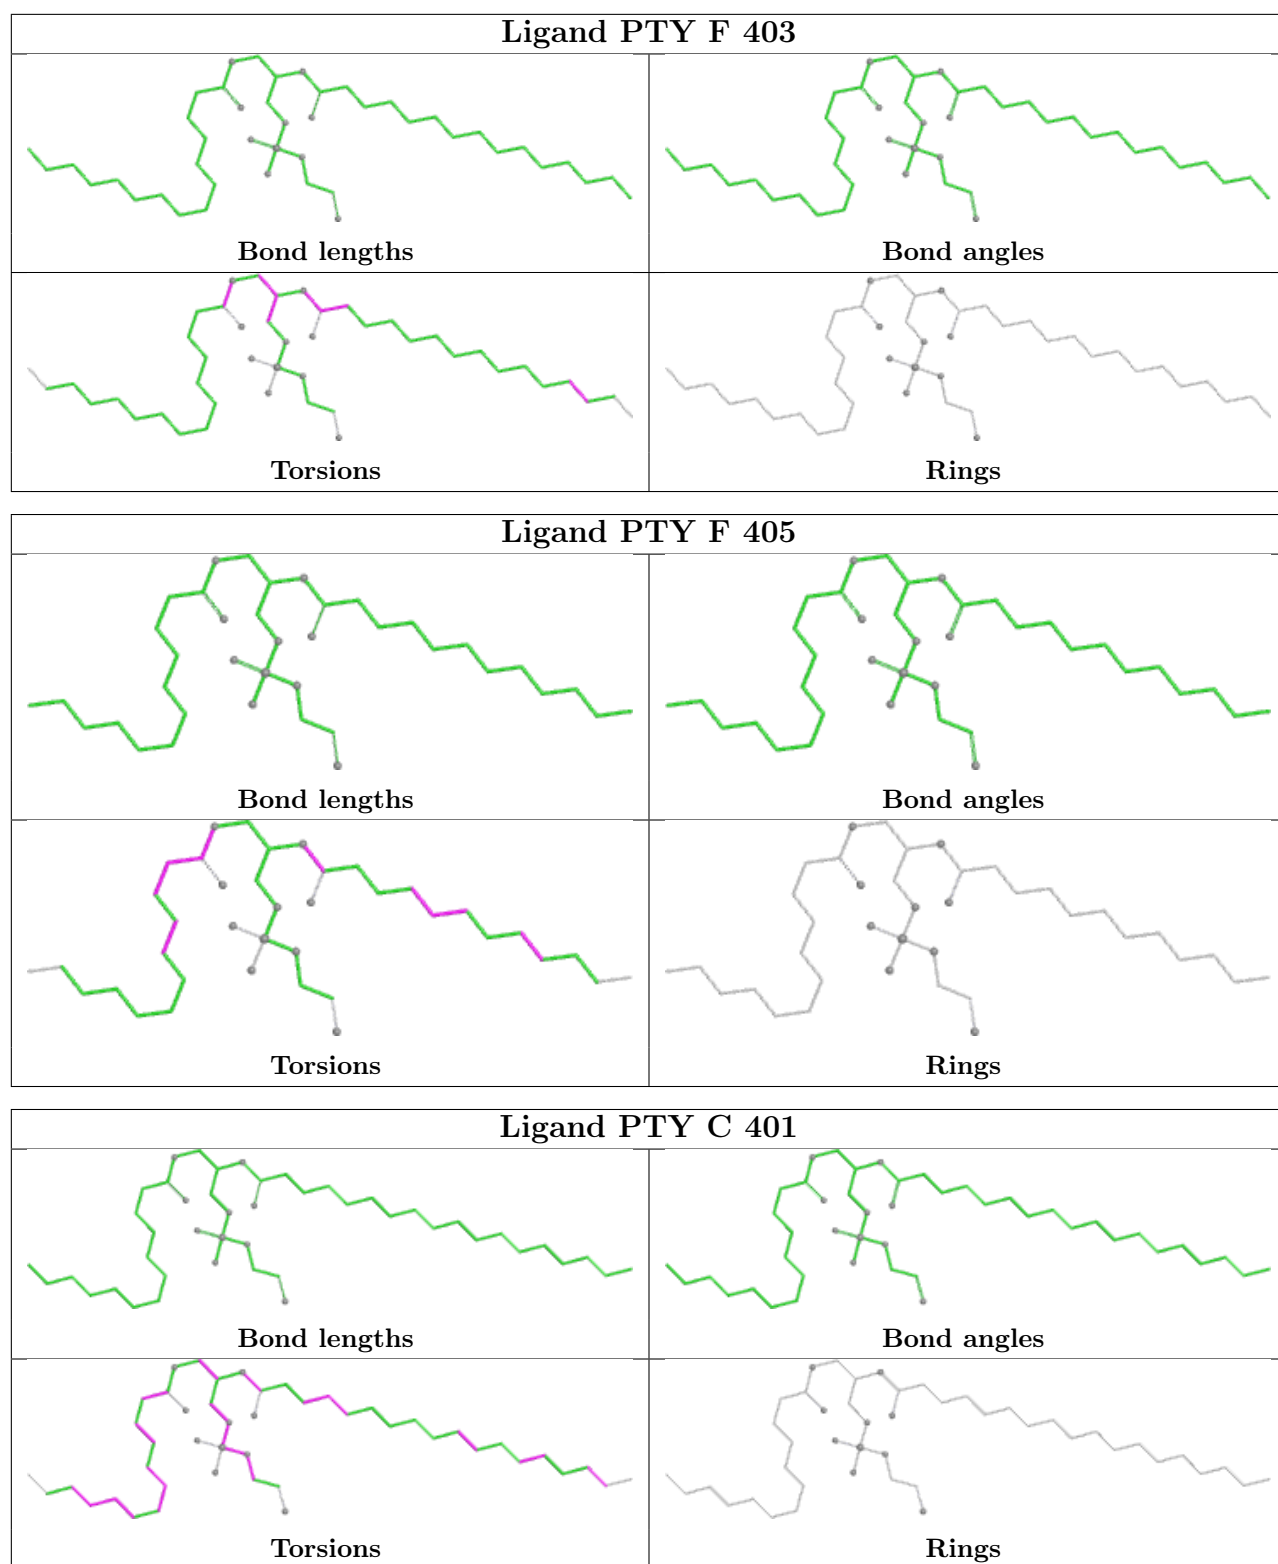 Ligand PTY F 403
Bond lengths
Bond angles
Torsions
Rings
Ligand PTY F 405
Bond lengths
Bond angles
Torsions
Rings
Ligand PTY C 401
Bond lengths
Bond angles
Torsions
Rings